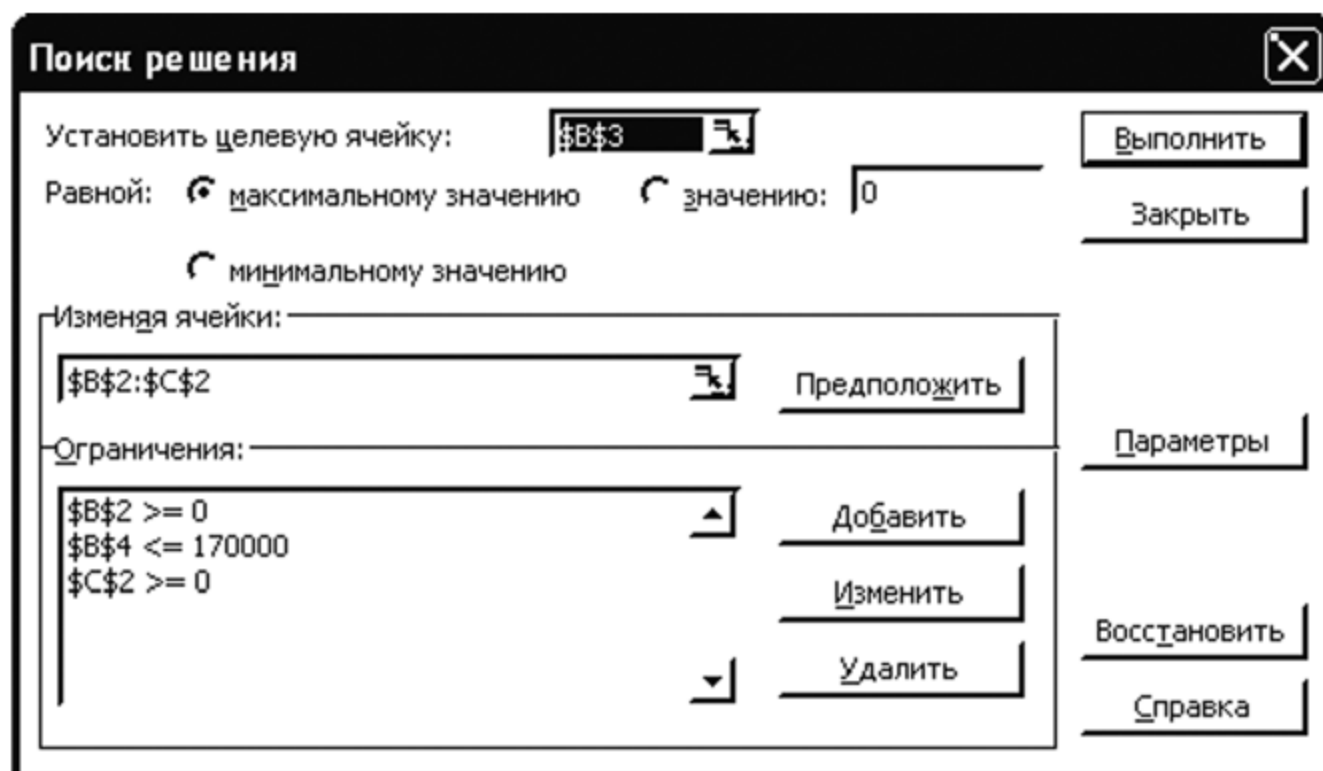 Поиск решения
Установить целевую ячейку: $B$3 Выполнить
Равной: максимальному значению значению: 0 Закрыть
минимальному значению
Изменяя ячейки:
$B$2:$C$2 Предположить
Параметры
Ограничения:
$B$2 >= 0 Добавить
$B$4 <= 170000
$C$2 >= 0 Изменить
Восстановить
Удалить
Справка